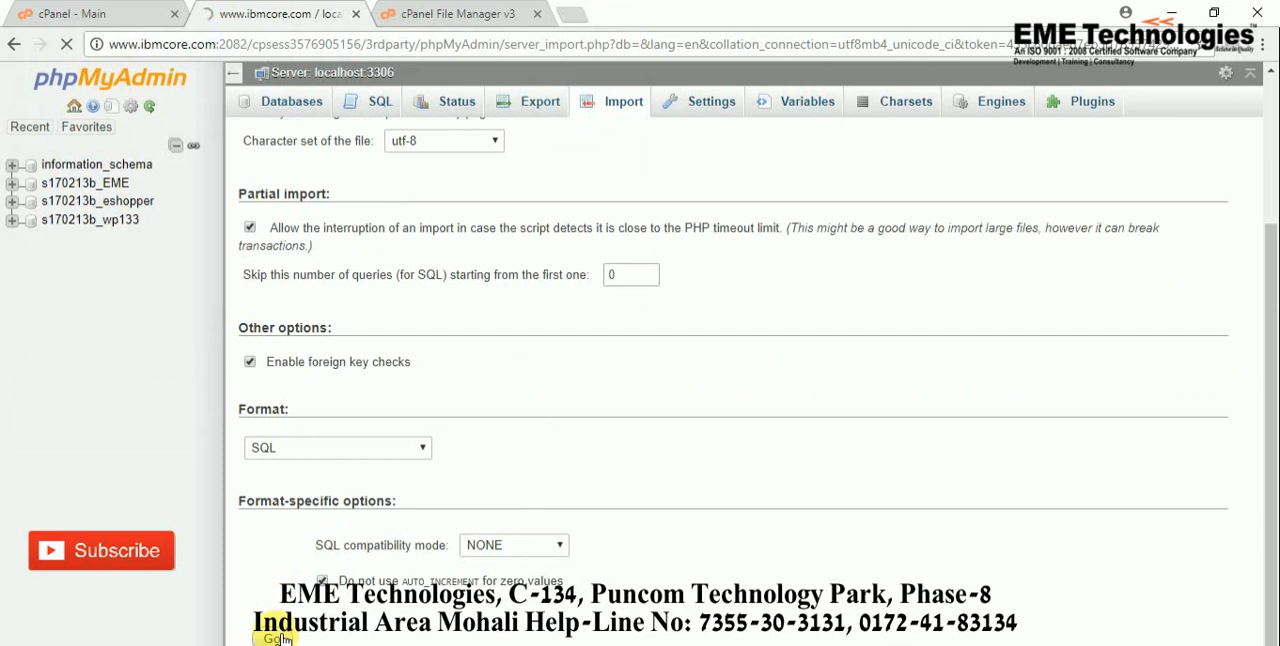 cPanel - Main
www.ibmcore.com / loca
cPanel File Manager v3
www.ibmcore.com:2082/cpsess3576905156/3rdparty/phpMyAdmin/server_import.php?db=&lang=en&collation_connection=utf8mb4_unicode_ci&token=
EME Technologies
An ISO 9001 : 2008 Certified Software Company
Development | Training | Consultancy
phpMyAdmin
Recent
Favorites
information_schema
s170213b_EME
s170213b_eshopper
s170213b_wp133
Server: localhost:3306
Databases
SQL
Status
Export
Import
Settings
Variables
Charsets
Engines
Plugins
Character set of the file:
utf-8
Partial import:
Allow the interruption of an import in case the script detects it is close to the PHP timeout limit. (This might be a good way to import large files, however it can break
transactions.)
Skip this number of queries (for SQL) starting from the first one:
0
Other options:
Enable foreign key checks
Format:
SQL
Format-specific options:
SQL compatibility mode:
NONE
Do not use AUTO_INCREMENT for zero values
Subscribe
EME Technologies, C-134, Puncom Technology Park, Phase-8
Industrial Area Mohali Help-Line No: 7355-30-3131, 0172-41-83134
Go